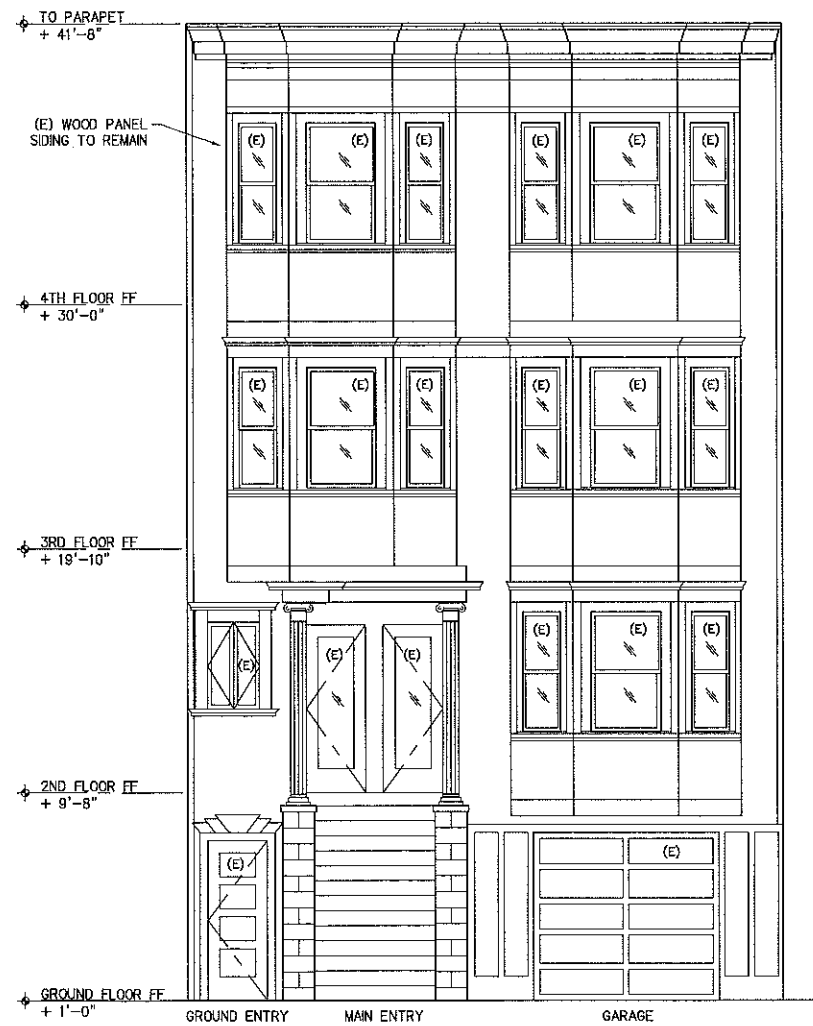 TO PARAPET
+ 41'-8"
(E) WOOD PANEL
SIDING TO REMAIN
(E) (E) (E) (E) (E) (E)
4TH FLOOR FF
+ 30'-0"
(E) (E) (E) (E) (E) (E)
3RD FLOOR FF
+ 19'-10"
(E) (E) (E) (E) (E) (E)
2ND FLOOR FF
+ 9'-8"
(E) (E)
GROUND FLOOR FF
+ 1'-0"
GROUND ENTRY MAIN ENTRY GARAGE